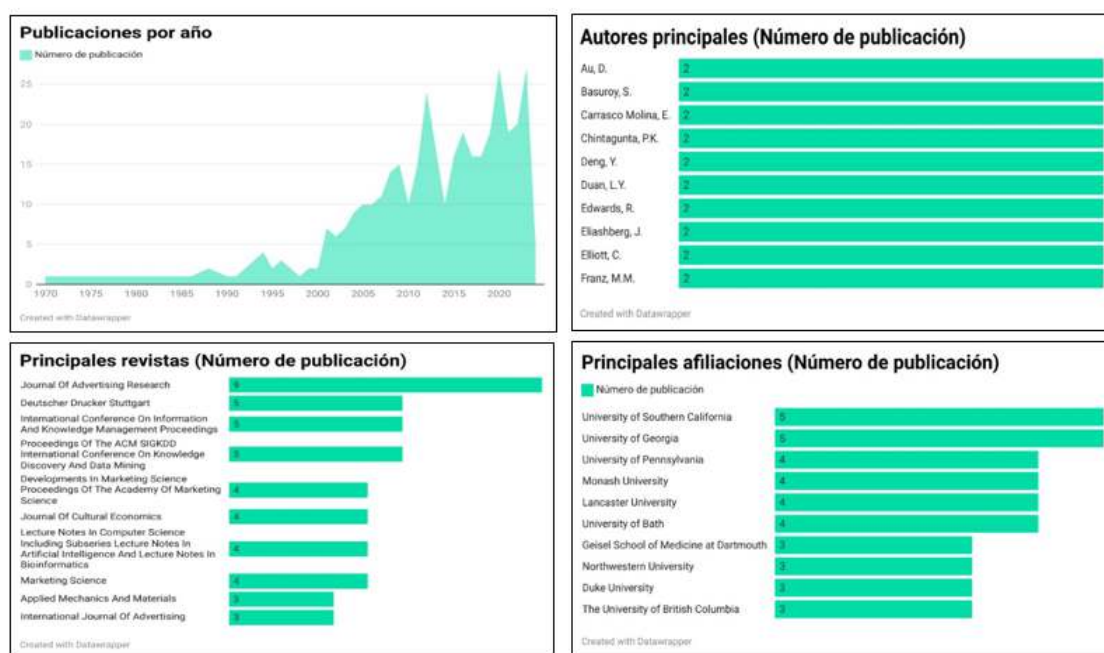 Publicaciones por año
Número de publicación
25
20
15
10
5
0
1970 1975 1980 1985 1990 1995 2000 2005 2010 2015 2020
Created with Datawrapper
Autores principales (Número de publicación)
Au, D. 2
Basuroy, S. 2
Carrasco Molina, E. 2
Chintagunta, P.K. 2
Deng, Y. 2
Duan, L.Y. 2
Edwards, R. 2
Eliashberg, J. 2
Elliott, C. 2
Franz, M.M. 2
Created with Datawrapper
Principales revistas (Número de publicación)
Journal Of Advertising Research 9
Deutscher Drucker Stuttgart 5
International Conference On Information
And Knowledge Management Proceedings 5
Proceedings Of The ACM SIGKDD
International Conference On Knowledge
Discovery And Data Mining 5
Developments In Marketing Science
Proceedings Of The Academy Of Marketing
Science 4
Journal Of Cultural Economics 4
Lecture Notes In Computer Science
Including Subseries Lecture Notes In
Artificial Intelligence And Lecture Notes In
Bioinformatics 4
Marketing Science 4
Applied Mechanics And Materials 3
International Journal Of Advertising 3
Created with Datawrapper
Principales afiliaciones (Número de publicación)
Número de publicación
University of Southern California 5
University of Georgia 5
University of Pennsylvania 4
Monash University 4
Lancaster University 4
University of Bath 4
Geisel School of Medicine at Dartmouth 3
Northwestern University 3
Duke University 3
The University of British Columbia 3
Created with Datawrapper